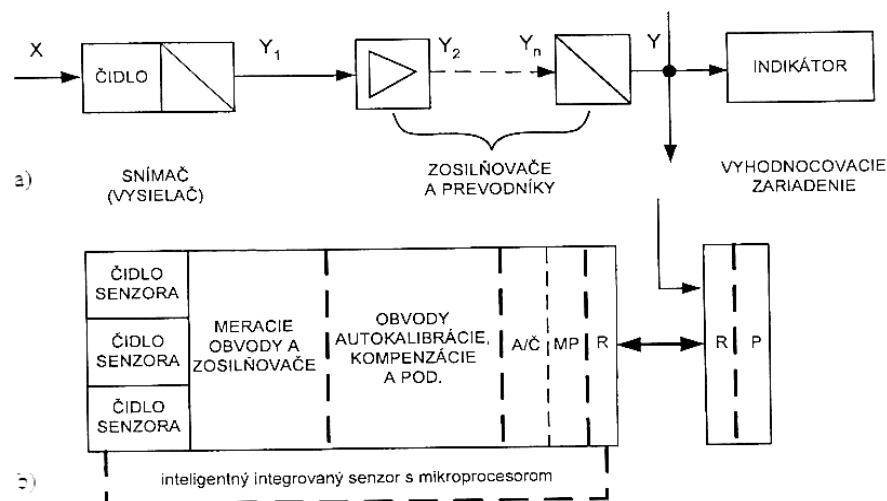 X
ČIDLO
Y1
Y2
Yn
Y
INDIKÁTOR
a)
SNÍMAČ
(VYSIELAČ)
ZOSILŇOVAČE
A PREVODNÍKY
VYHODNOCOVACIE
ZARIADENIE
ČIDLO
SENZORA
ČIDLO
SENZORA
ČIDLO
SENZORA
MERACIE
OBVODY A
ZOSILŇOVAČE
OBVODY
AUTOKALIBRÁCIE,
KOMPENZÁCIE
A POD.
A/Č
MP
R
R
P
b)
inteligentný integrovaný senzor s mikroprocesorom